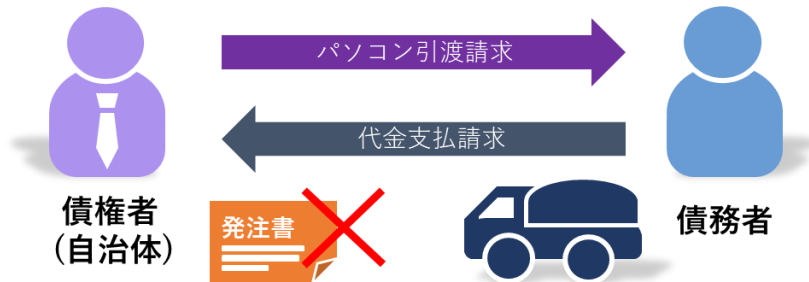 パソコン引渡請求
代金支払請求
債権者
(自治体)
発注書
債務者